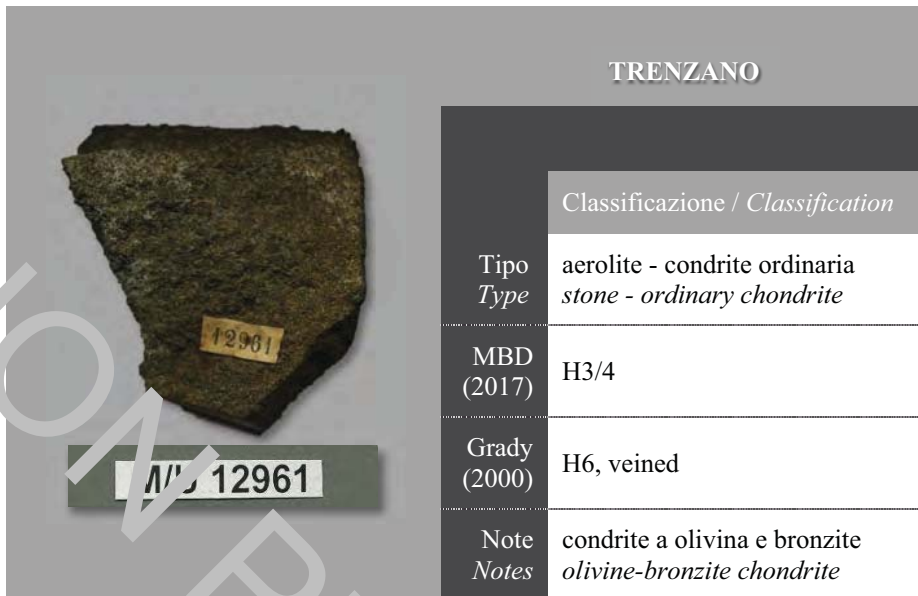 TRENZANO
Classificazione / Classification
Tipo
Type
aerolite - condrite ordinaria
stone - ordinary chondrite
MBD
(2017)
H3/4
Grady
(2000)
H6, veined
Note
Notes
condrite a olivina e bronzite
olivine-bronzite chondrite
12961
M/U 12961